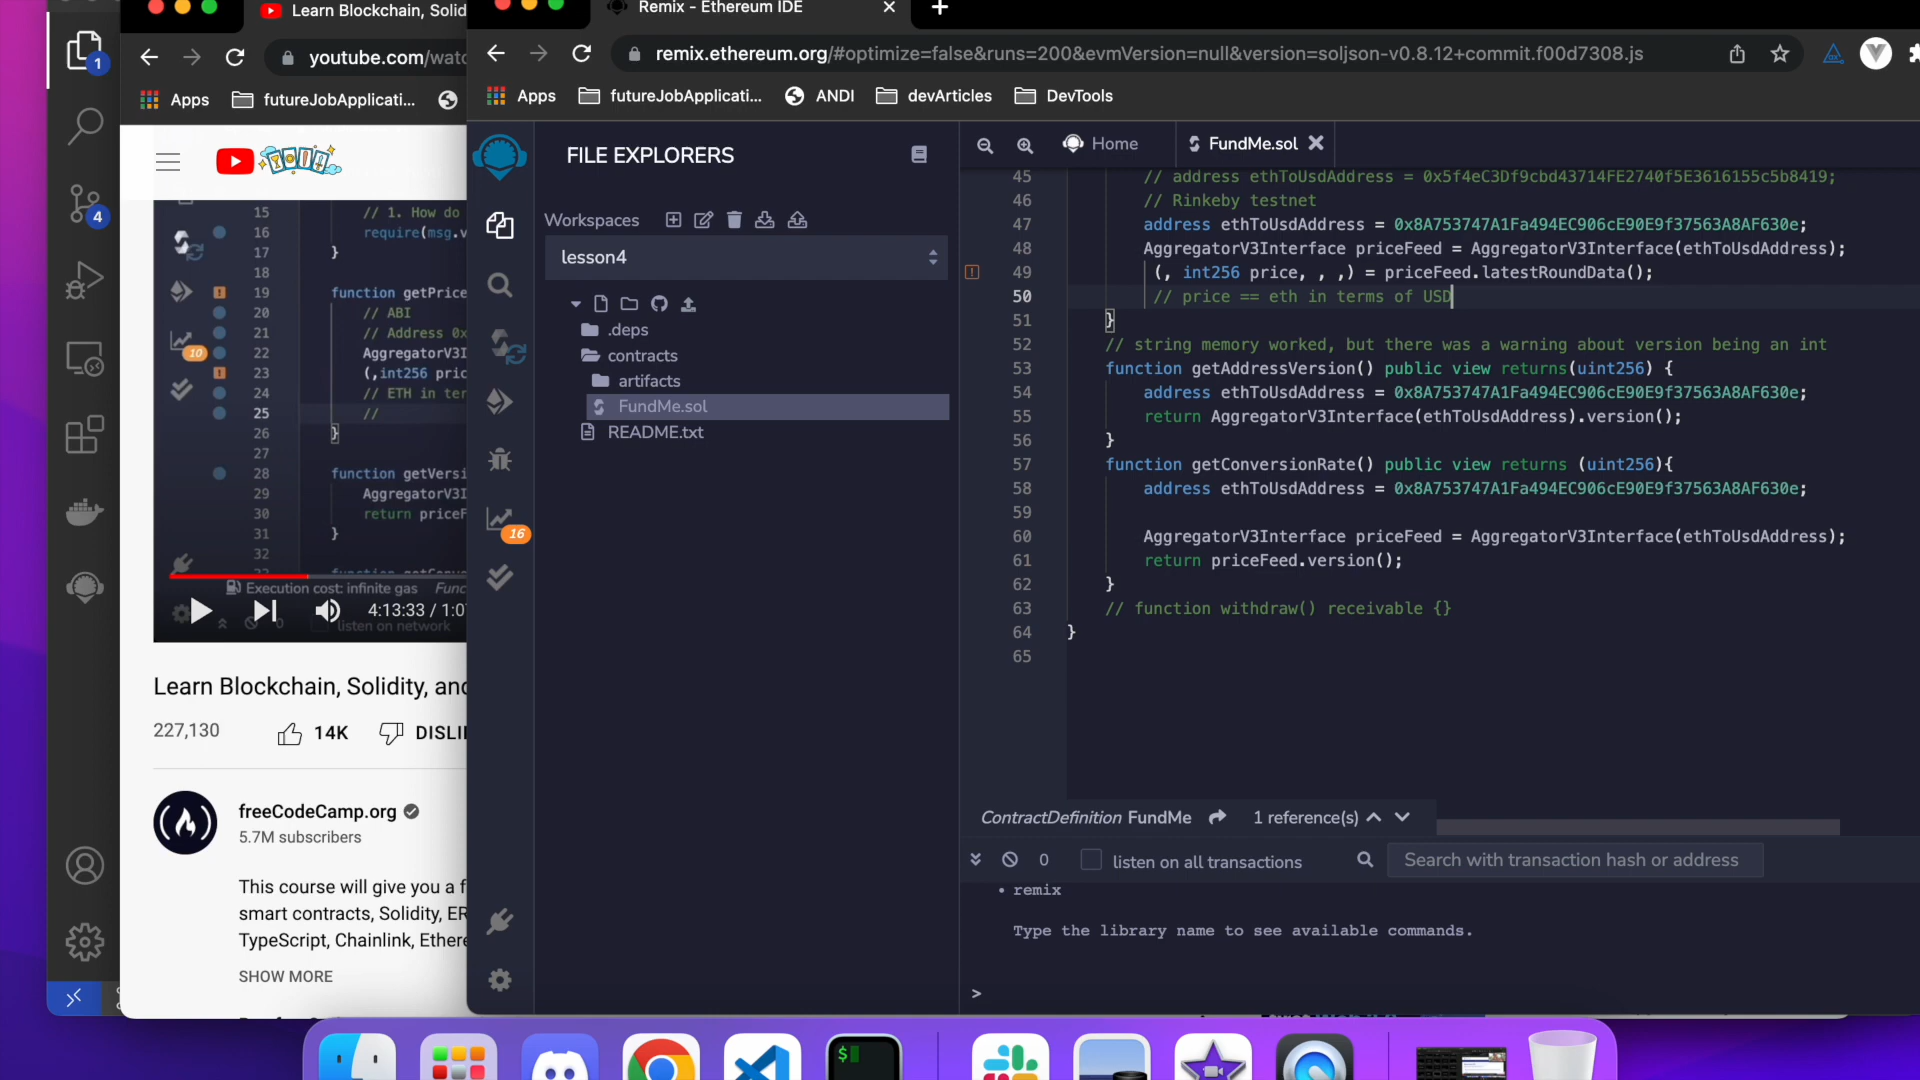 1
4
Learn Blockchain, Solid
youtube.com/watc
Apps
futureJobApplicati...
15
16
17
18
19
20
21
22
23
24
25
26
27
28
29
30
31
32
// 1. How do
require(msg.v
}
function getPrice
// ABI
// Address 0x
AggregatorV3I
(,int256 pric
// ETH in ter
//
}
function getVersi
AggregatorV3I
return priceF
}
10
Execution cost: infinite gas
4:13:33 / 1:0
listen on network
Learn Blockchain, Solidity, and
227,130
14K
DISLI
freeCodeCamp.org
5.7M subscribers
This course will give you a f
smart contracts, Solidity, ER
TypeScript, Chainlink, Ethere
SHOW MORE
Remix - Ethereum IDE
remix.ethereum.org/#optimize=false&runs=200&evmVersion=null&version=soljson-v0.8.12+commit.f00d7308.js
Apps
futureJobApplicati...
ANDI
devArticles
DevTools
FILE EXPLORERS
Workspaces
lesson4
.deps
contracts
artifacts
FundMe.sol
README.txt
16
Home
FundMe.sol
45 // address ethToUsdAddress = 0x5f4eC3Df9cbd43714FE2740f5E3616155c5b8419;
46 // Rinkeby testnet
47 address ethToUsdAddress = 0x8A753747A1Fa494EC906cE90E9f37563A8AF630e;
48 AggregatorV3Interface priceFeed = AggregatorV3Interface(ethToUsdAddress);
49 (, int256 price, , ,) = priceFeed.latestRoundData();
50 // price == eth in terms of USD
51 }
52 // string memory worked, but there was a warning about version being an int
53 function getAddressVersion() public view returns(uint256) {
54 address ethToUsdAddress = 0x8A753747A1Fa494EC906cE90E9f37563A8AF630e;
55 return AggregatorV3Interface(ethToUsdAddress).version();
56 }
57 function getConversionRate() public view returns (uint256){
58 address ethToUsdAddress = 0x8A753747A1Fa494EC906cE90E9f37563A8AF630e;
59
60 AggregatorV3Interface priceFeed = AggregatorV3Interface(ethToUsdAddress);
61 return priceFeed.version();
62 }
63 // function withdraw() receivable {}
64 }
65
ContractDefinition FundMe
1 reference(s)
0
listen on all transactions
Search with transaction hash or address
• remix
Type the library name to see available commands.
>
$